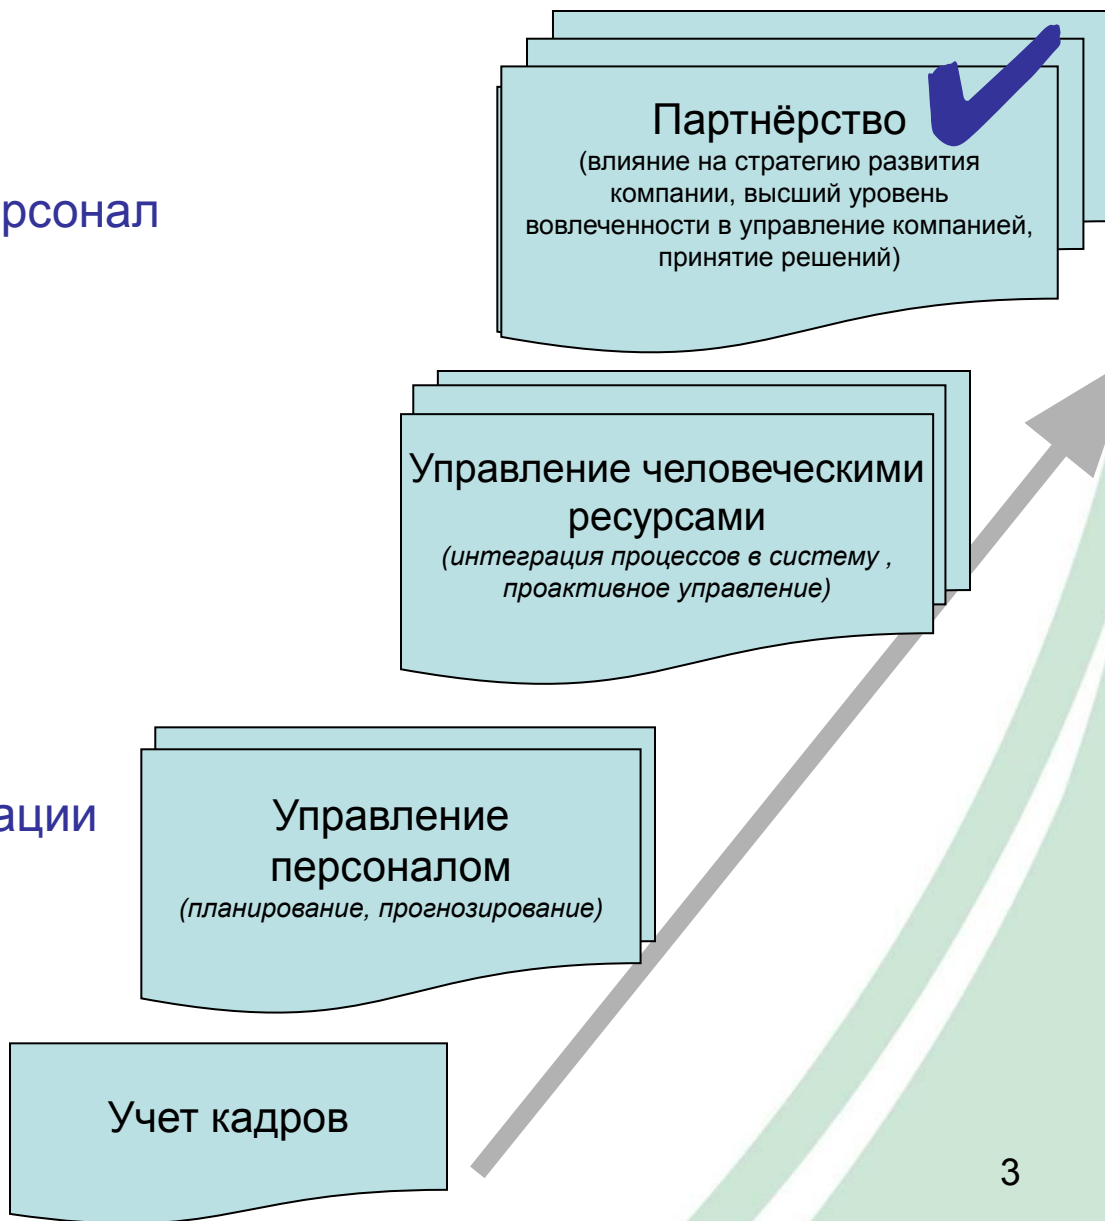 Партнёрство
(влияние на стратегию развития
компании, высший уровень
вовлеченности в управление компанией,
принятие решений)
рсонал
Управление человеческими
ресурсами
(интеграция процессов в систему ,
проактивное управление)
ации
Управление
персоналом
(планирование, прогнозирование)
Учет кадров
3